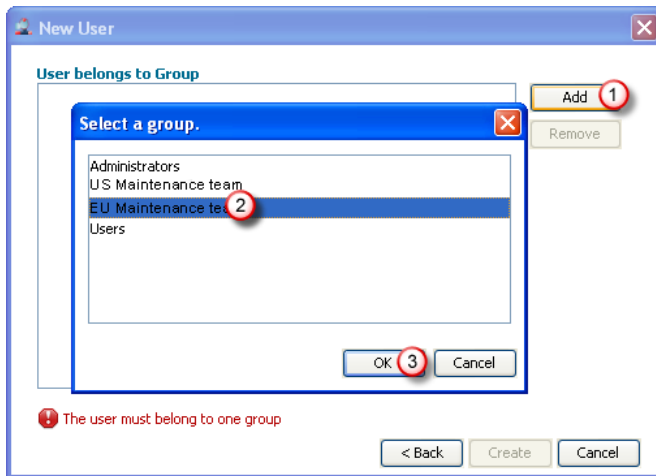 New User
User belongs to Group
Add 1
Remove
Select a group.
Administrators
US Maintenance team
EU Maintenance 2
Users
OK 3
Cancel
The user must belong to one group
< Back
Create
Cancel